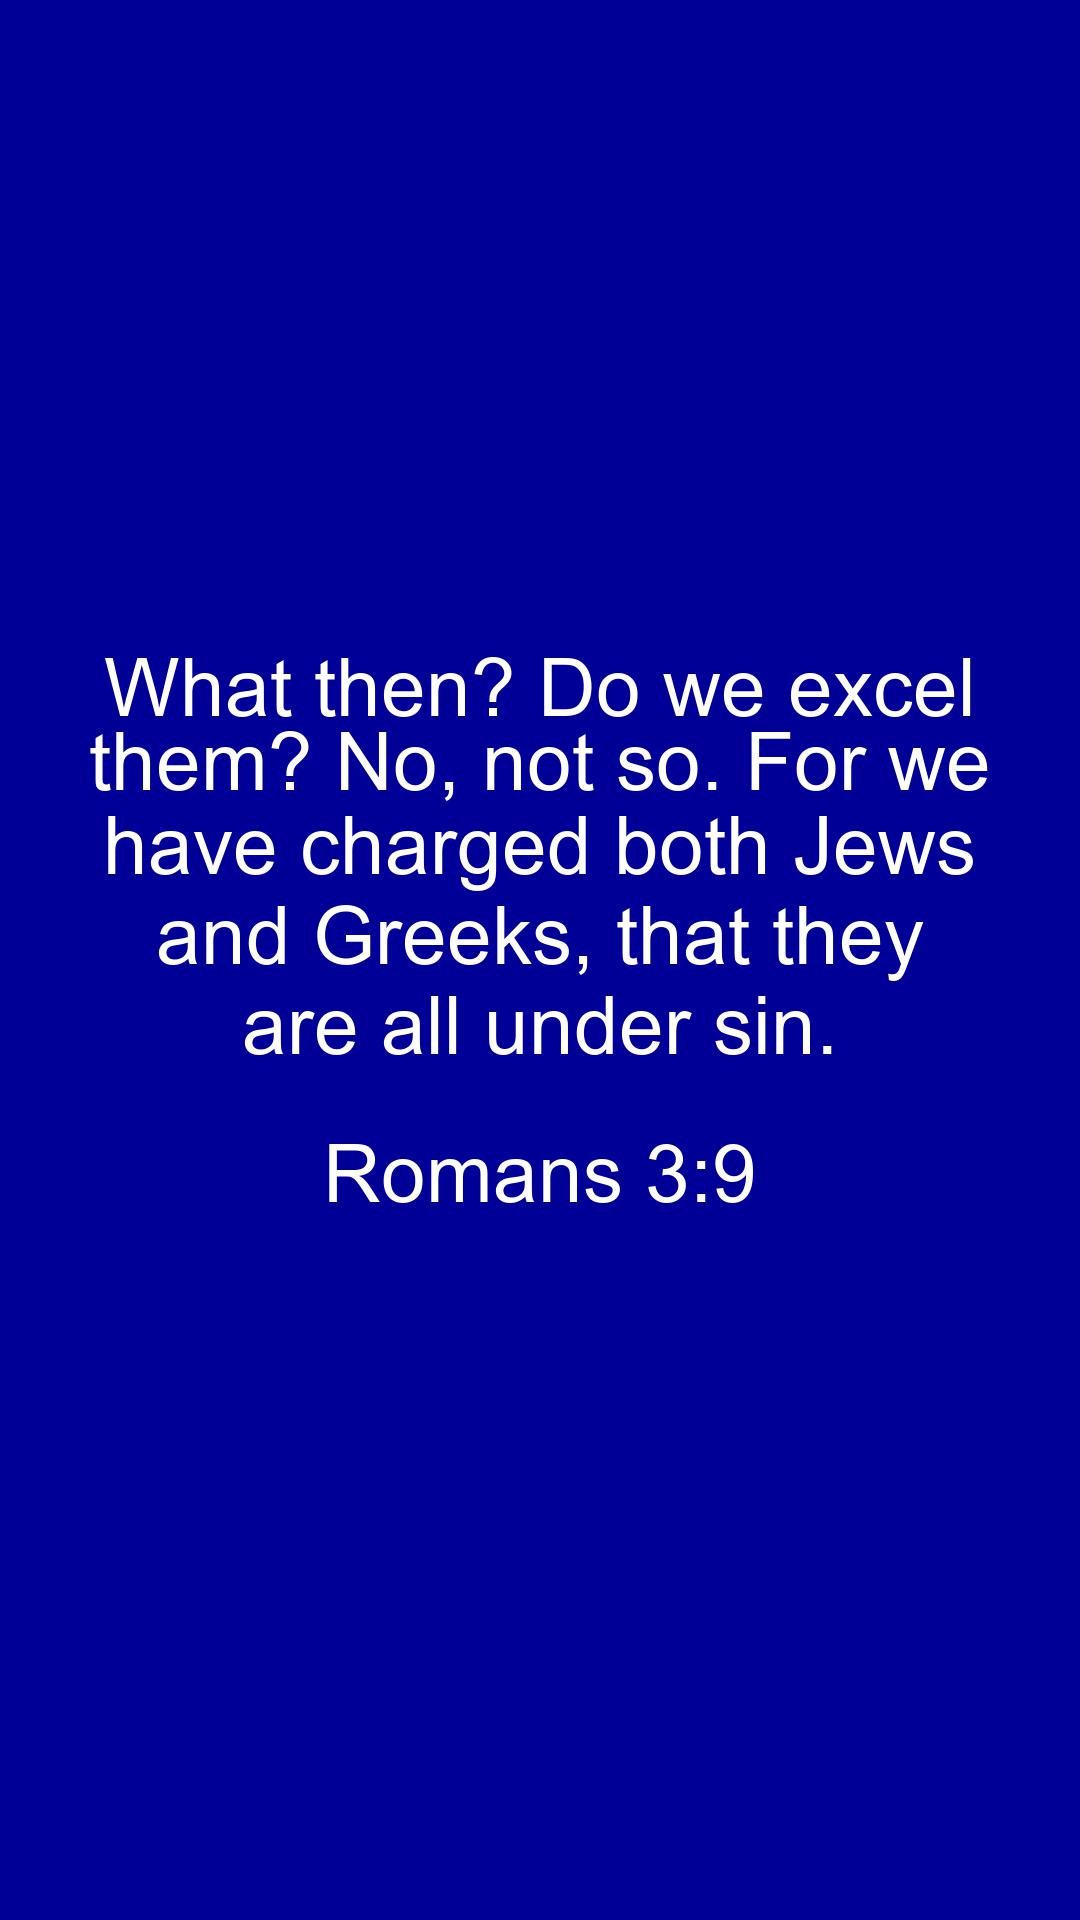 What then? Do we excel
them? No, not so. For we
have charged both Jews
and Greeks, that they
are all under sin.
Romans 3:9